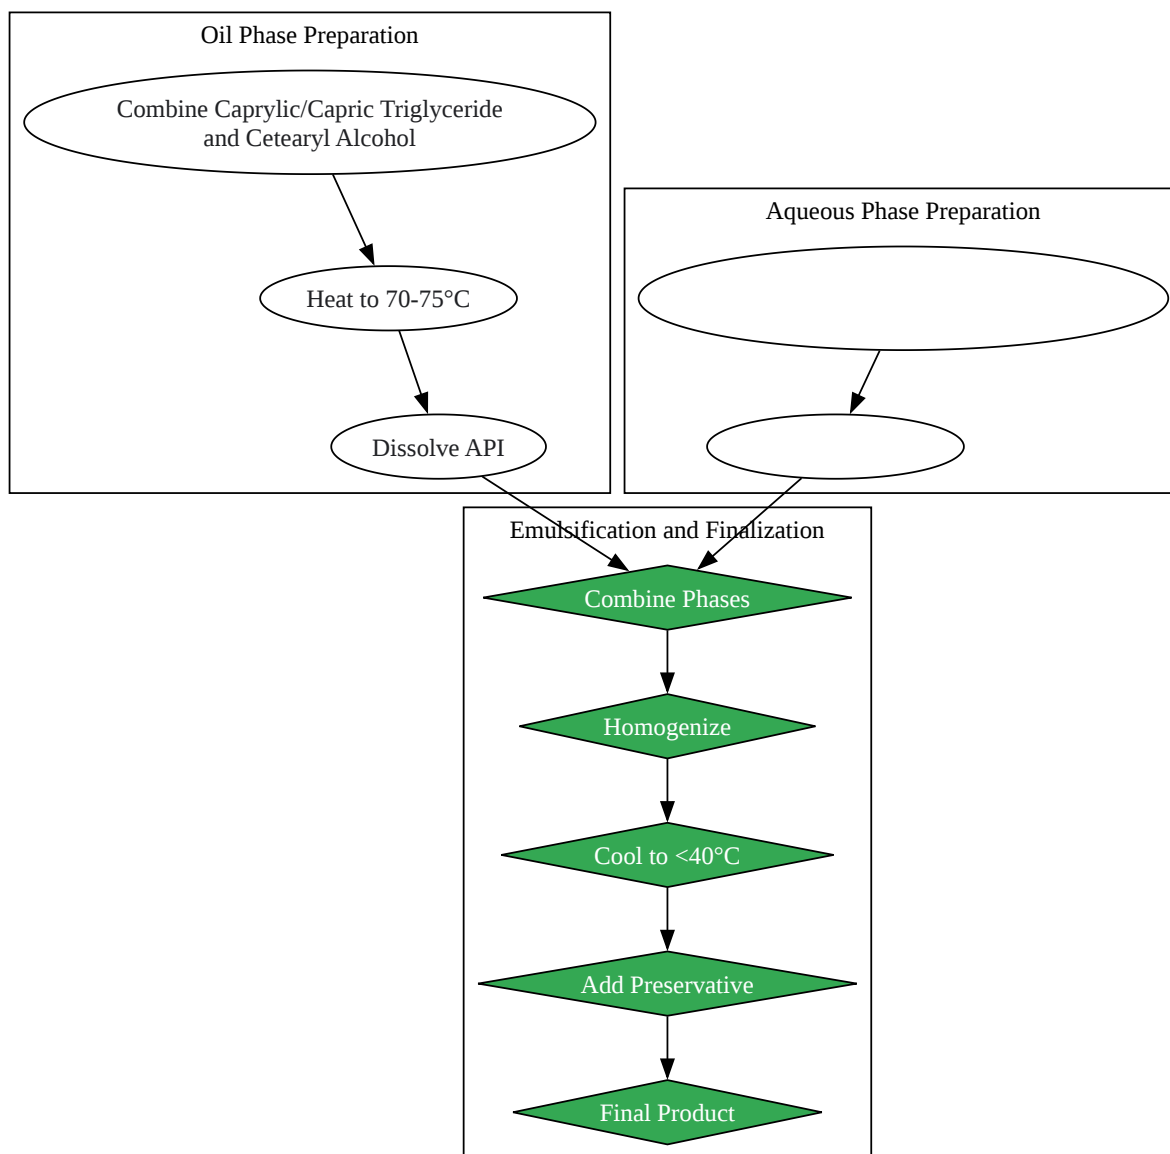 Oil Phase Preparation
Combine Caprylic/Capric Triglyceride
and Cetearyl Alcohol
Heat to 70-75°C
Dissolve API
Aqueous Phase Preparation
Emulsification and Finalization
Combine Phases
Homogenize
Cool to <40°C
Add Preservative
Final Product